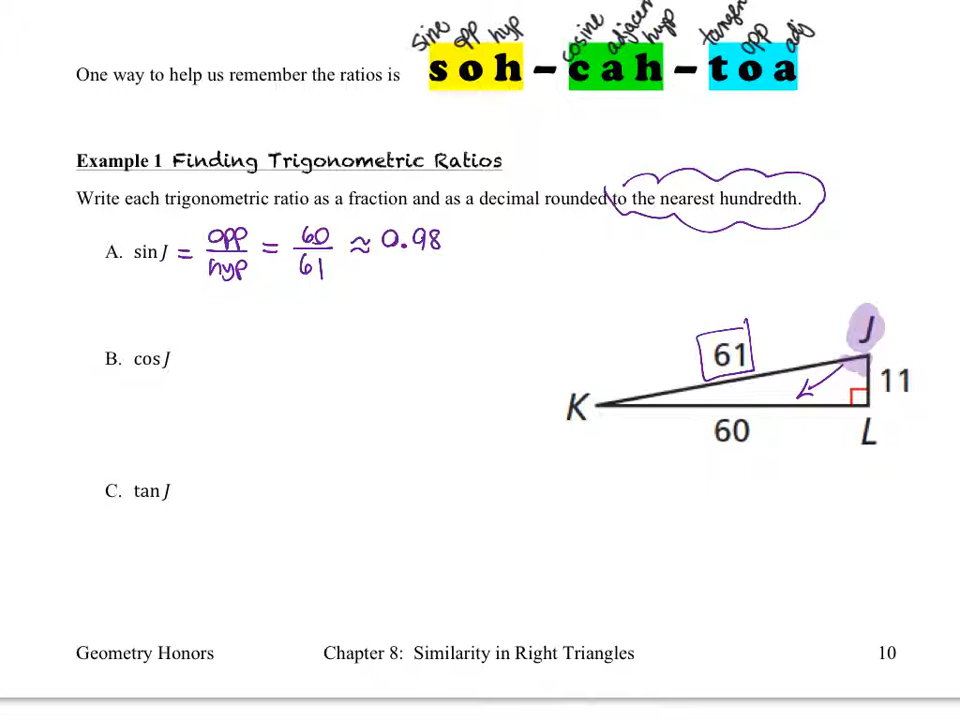 sine opp hyp cosine adjacent hyp opp adj
One way to help us remember the ratios is soh-cah-toa
Example 1 Finding Trigonometric Ratios
Write each trigonometric ratio as a fraction and as a decimal rounded to the nearest hundredth.
A. sin J = opp/hyp = 60/61 ≈ 0.98
J
61
11
B. cos J
K
60
L
C. tan J
Geometry Honors Chapter 8: Similarity in Right Triangles 10